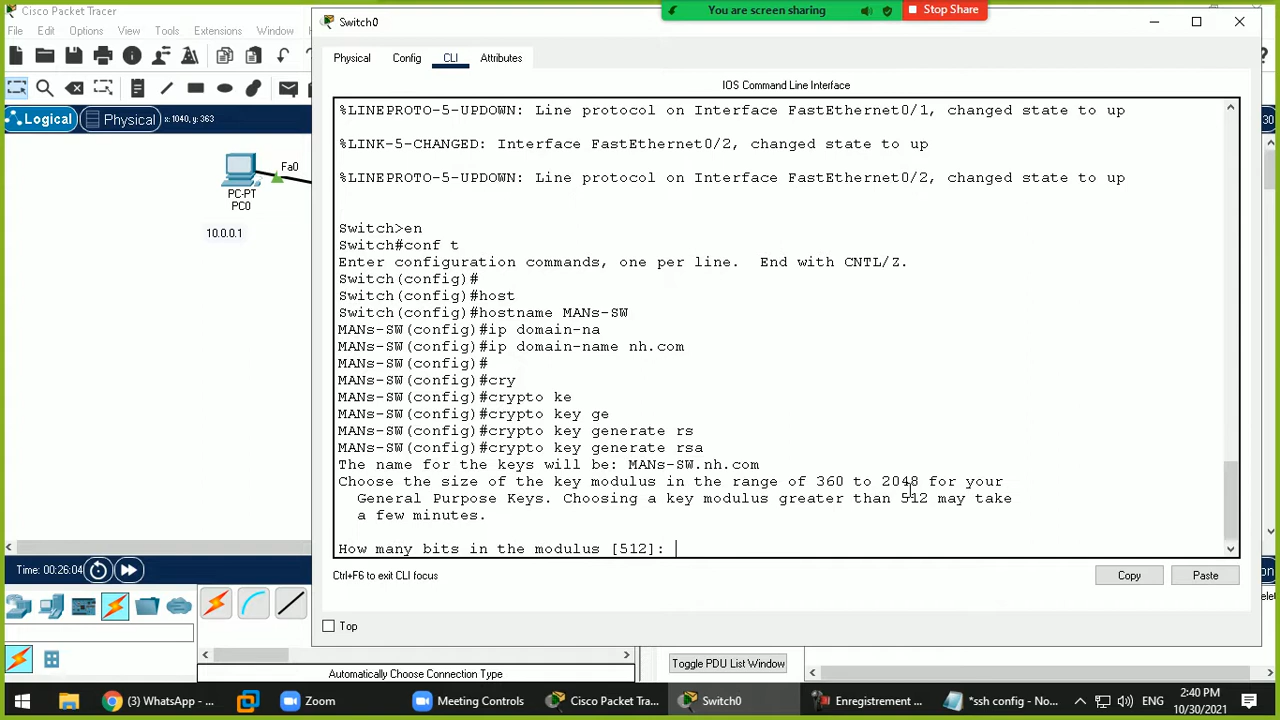 Cisco Packet Tracer
File Edit Options View Tools Extensions Window
Switch0
You are screen sharing
Stop Share
Physical Config CLI Attributes
IOS Command Line Interface
Logical Physical x: 1040, y: 363
PC-PT
PC0
Fa0
10.0.0.1
%LINEPROTO-5-UPDOWN: Line protocol on Interface FastEthernet0/1, changed state to up
%LINK-5-CHANGED: Interface FastEthernet0/2, changed state to up
%LINEPROTO-5-UPDOWN: Line protocol on Interface FastEthernet0/2, changed state to up
Switch>en
Switch#conf t
Enter configuration commands, one per line. End with CNTL/Z.
Switch(config)#
Switch(config)#host
Switch(config)#hostname MANs-SW
MANs-SW(config)#ip domain-na
MANs-SW(config)#ip domain-name nh.com
MANs-SW(config)#
MANs-SW(config)#cry
MANs-SW(config)#crypto ke
MANs-SW(config)#crypto key ge
MANs-SW(config)#crypto key generate rs
MANs-SW(config)#crypto key generate rsa
The name for the keys will be: MANs-SW.nh.com
Choose the size of the key modulus in the range of 360 to 2048 for your
General Purpose Keys. Choosing a key modulus greater than 512 may take
a few minutes.
How many bits in the modulus [512]:
Ctrl+F6 to exit CLI focus
Copy Paste
Top
Time: 00:26:04
Automatically Choose Connection Type
Toggle PDU List Window
(3) WhatsApp - ...
Zoom
Meeting Controls
Cisco Packet Tra...
Switch0
Enregistrement ...
*ssh config - No...
ENG
2:40 PM
10/30/2021